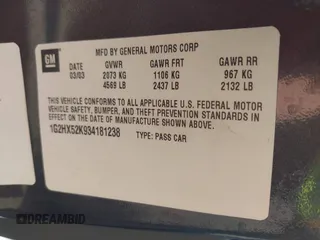 GM
MFD BY GENERAL MOTORS CORP
DATE GVWR GAWR FRT GAWR RR
03/03 2073 KG 1106 KG 967 KG
4569 LB 2437 LB 2132 LB
THIS VEHICLE CONFORMS TO ALL APPLICABLE U.S. FEDERAL MOTOR
VEHICLE SAFETY, BUMPER, AND THEFT PREVENTION STANDARDS
IN EFFECT ON THE DATE OF MANUFACTURE SHOWN ABOVE.
1G2HX52K934181238 TYPE: PASS CAR
DREAMBID